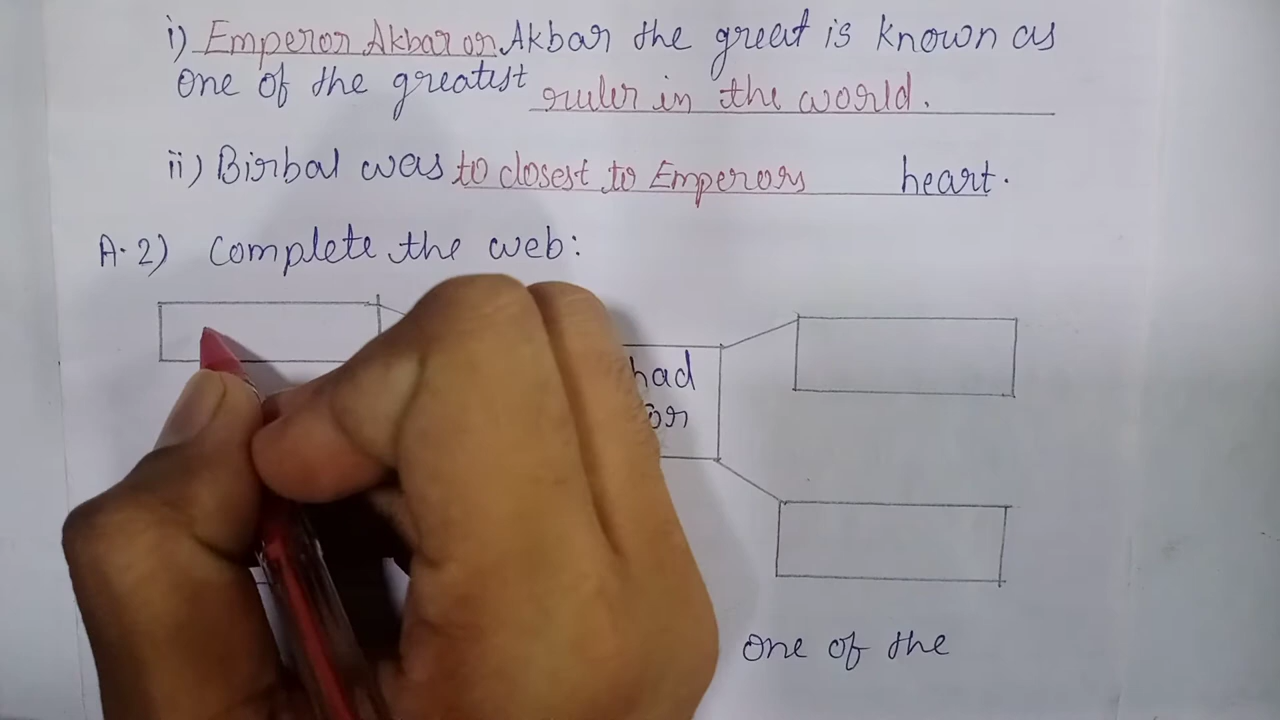 i) Emperor Akbar or Akbar the great is known as
one of the greatest ruler in the world.
ii) Birbal was to closest to Emperors heart.
A.2) Complete the web:
had
or
one of the